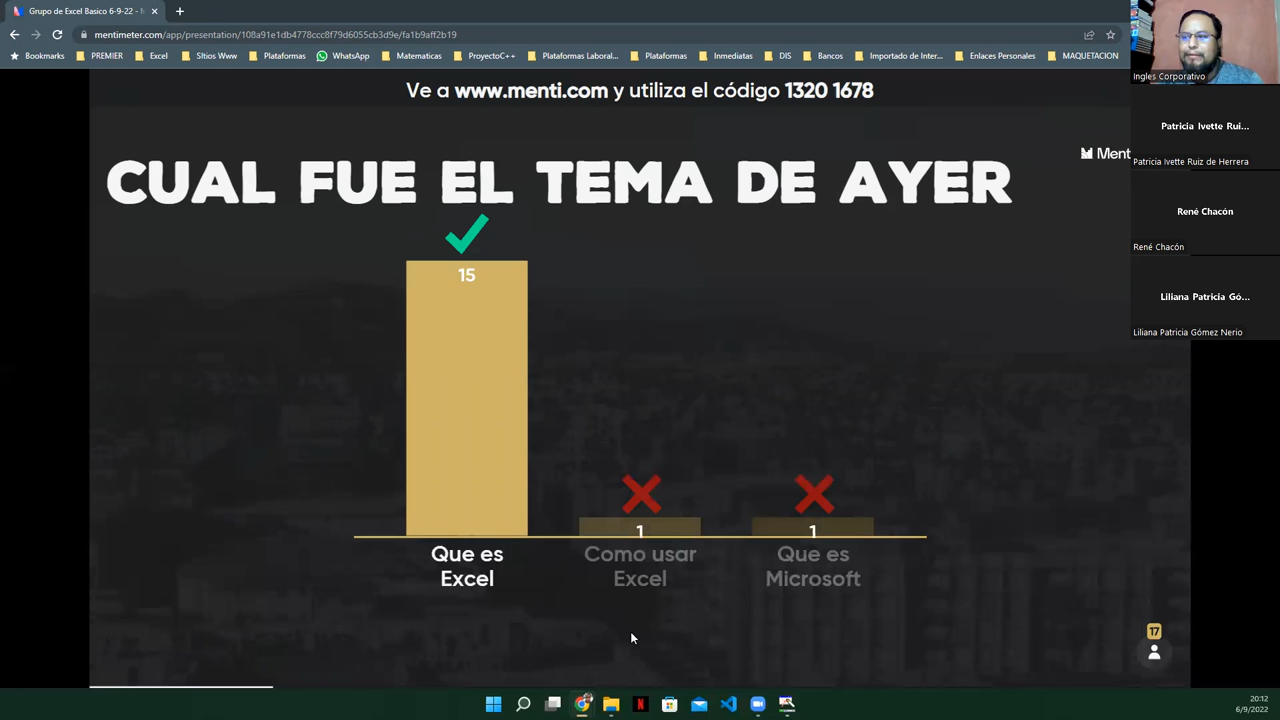 Grupo de Excel Basico 6-9-22 - M
mentimeter.com/app/presentation/108a91e1db4778ccc8f79d6055cb3d9e/fa1b9aff2b19
Bookmarks PREMIER Excel Sitios Www Plataformas WhatsApp Matematicas ProyectoC++ Plataformas Laboral... Plataformas Inmediatas DIS Bancos Importado de Inter... Enlaces Personales MAQUETACION
Ve a www.menti.com y utiliza el código 1320 1678
Ment
CUAL FUE EL TEMA DE AYER
15
1
1
Que es
Excel
Como usar
Excel
Que es
Microsoft
17
Ingles Corporativo
Patricia Ivette Rui...
Patricia Ivette Ruiz de Herrera
René Chacón
René Chacón
Liliana Patricia Gó...
Liliana Patricia Gómez Nerio
N
20:12
6/9/2022